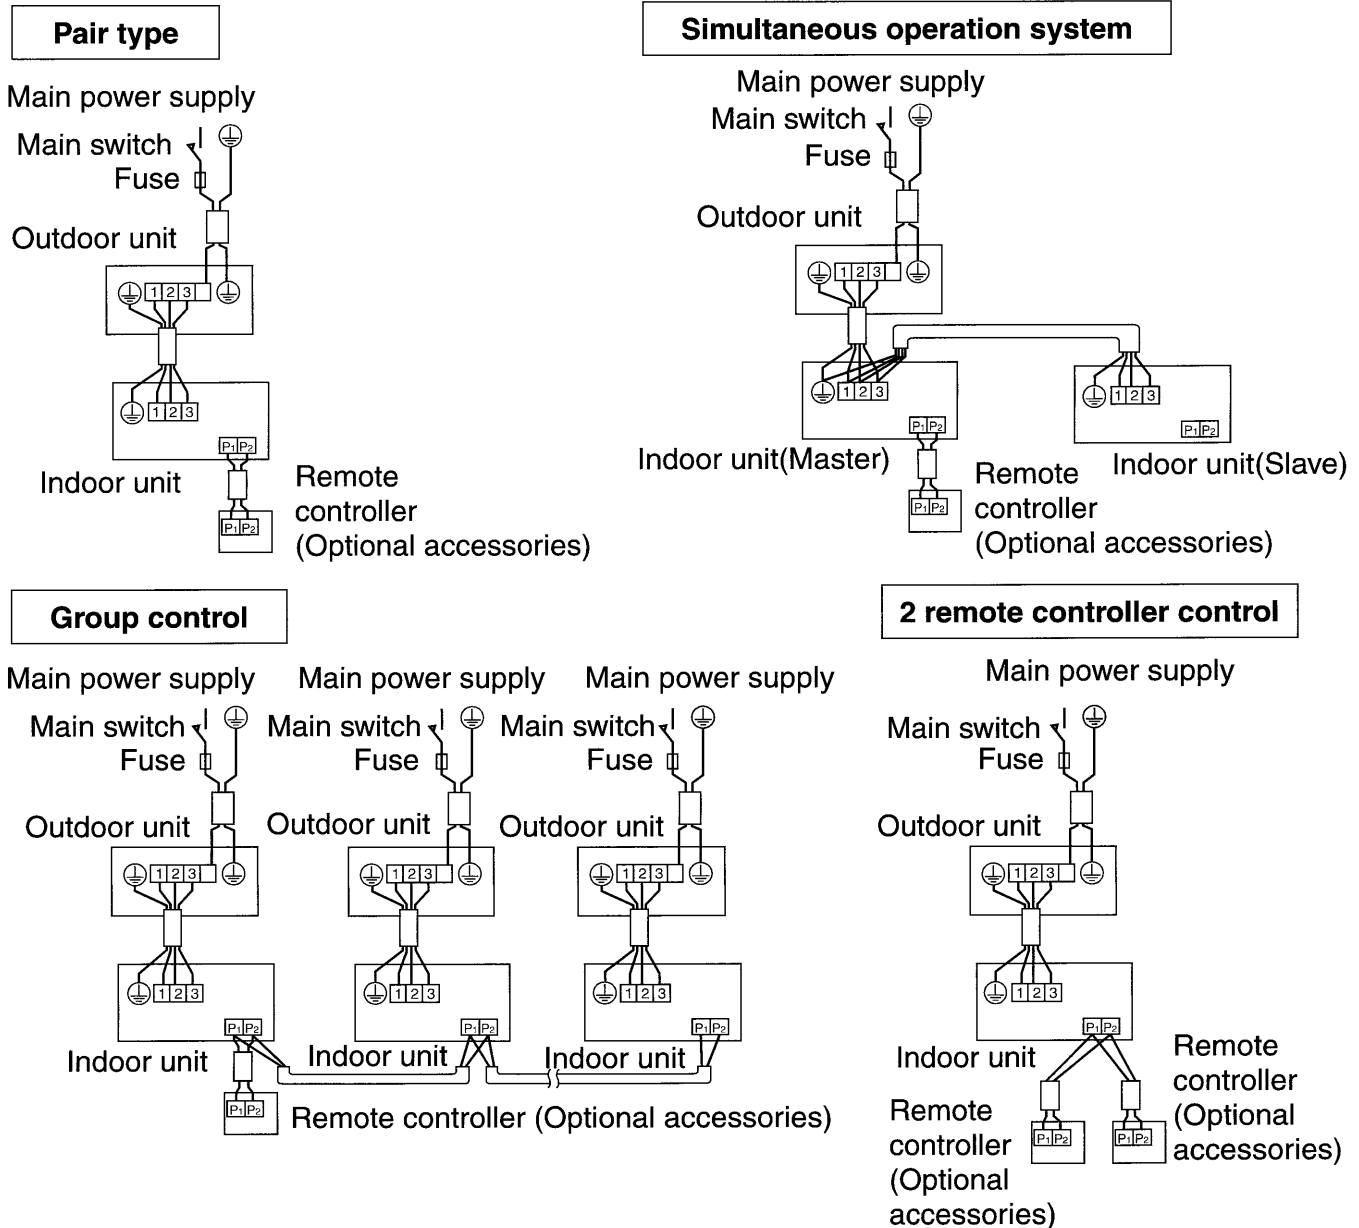 Pair type
Main power supply
Main switch
Fuse
Outdoor unit
1 2 3
1 2 3
P1 P2
Indoor unit
Remote
controller
(Optional accessories)
P1 P2
Simultaneous operation system
Main power supply
Main switch
Fuse
Outdoor unit
1 2 3
1 2 3
P1 P2
Indoor unit(Master)
Remote
controller
(Optional accessories)
P1 P2
1 2 3
P1 P2
Indoor unit(Slave)
Group control
Main power supply
Main switch
Fuse
Outdoor unit
1 2 3
1 2 3
P1 P2
Indoor unit
P1 P2
Main power supply
Main switch
Fuse
Outdoor unit
1 2 3
1 2 3
P1 P2
Indoor unit
Main power supply
Main switch
Fuse
Outdoor unit
1 2 3
1 2 3
P1 P2
Indoor unit
Remote controller (Optional accessories)
2 remote controller control
Main power supply
Main switch
Fuse
Outdoor unit
1 2 3
1 2 3
P1 P2
Indoor unit
Remote
controller
(Optional
accessories)
P1 P2
Remote
controller
(Optional
accessories)
P1 P2